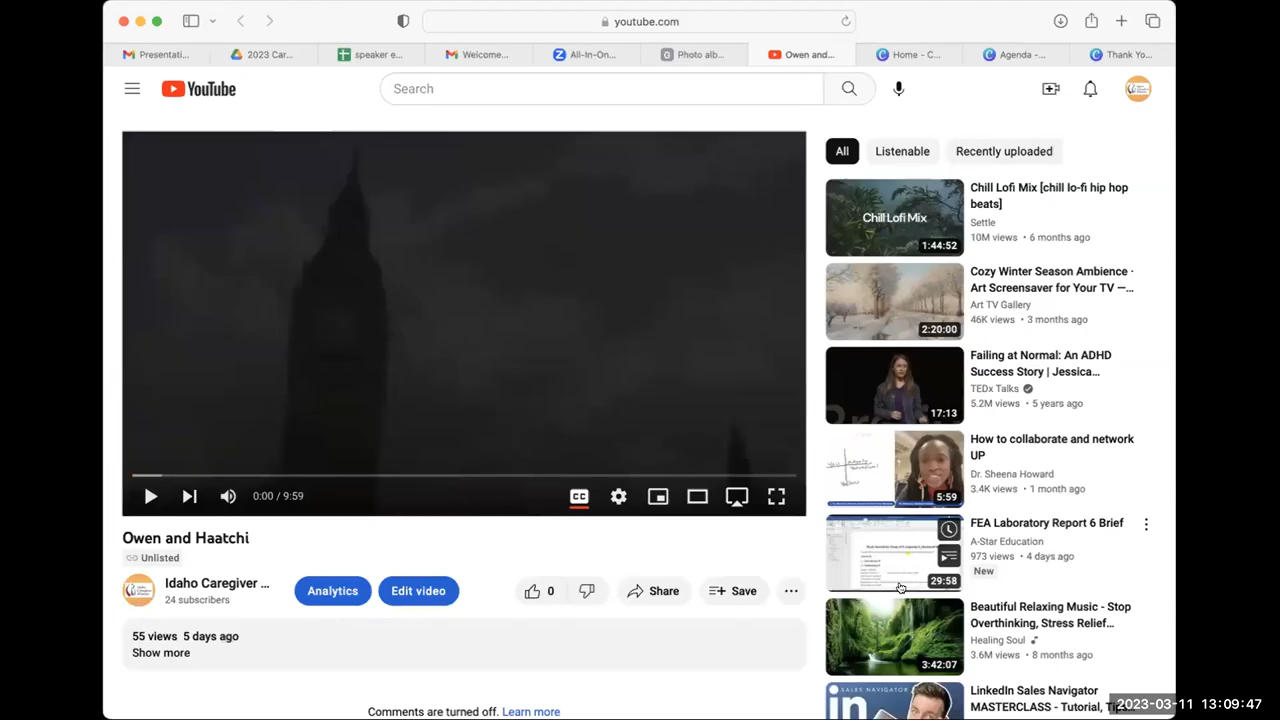 youtube.com
Presentati...
2023 Car...
speaker e...
Welcome...
All-In-On...
Photo alb...
Owen and...
Home - C...
Agenda -...
Thank Yo...
YouTube
Search
All
Listenable
Recently uploaded
Chill Lofi Mix
1:44:52
Chill Lofi Mix [chill lo-fi hip hop
beats]
Settle
10M views • 6 months ago
2:20:00
Cozy Winter Season Ambience ·
Art Screensaver for Your TV —...
Art TV Gallery
46K views • 3 months ago
17:13
Failing at Normal: An ADHD
Success Story | Jessica...
TEDx Talks
5.2M views • 5 years ago
5:59
How to collaborate and network
UP
Dr. Sheena Howard
3.4K views • 1 month ago
29:58
FEA Laboratory Report 6 Brief
A-Star Education
973 views • 4 days ago
New
3:42:07
Beautiful Relaxing Music - Stop
Overthinking, Stress Relief...
Healing Soul
3.6M views • 8 months ago
SALES NAVIGATOR
in
LinkedIn Sales Navigator
MASTERCLASS - Tutorial,
0:00 / 9:59
CC
Owen and Haatchi
Unlisted
Idaho Caregiver ...
24 subscribers
Analytics
Edit video
0
Share
Save
55 views 5 days ago
Show more
Comments are turned off. Learn more
2023-03-11 13:09:47